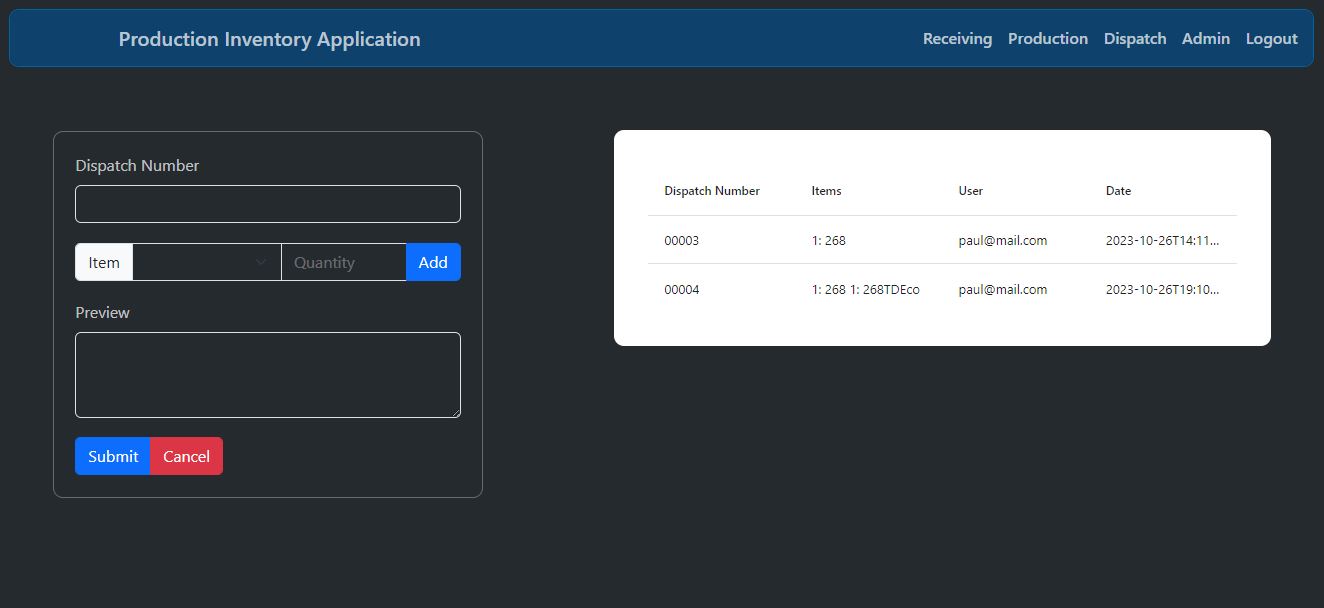 Production Inventory Application
Receiving Production Dispatch Admin Logout
Dispatch Number
Item Quantity Add
Preview
Submit Cancel
Dispatch Number Items User Date
00003 1: 268 paul@mail.com 2023-10-26T14:11...
00004 1: 268 1: 268TDEco paul@mail.com 2023-10-26T19:10...